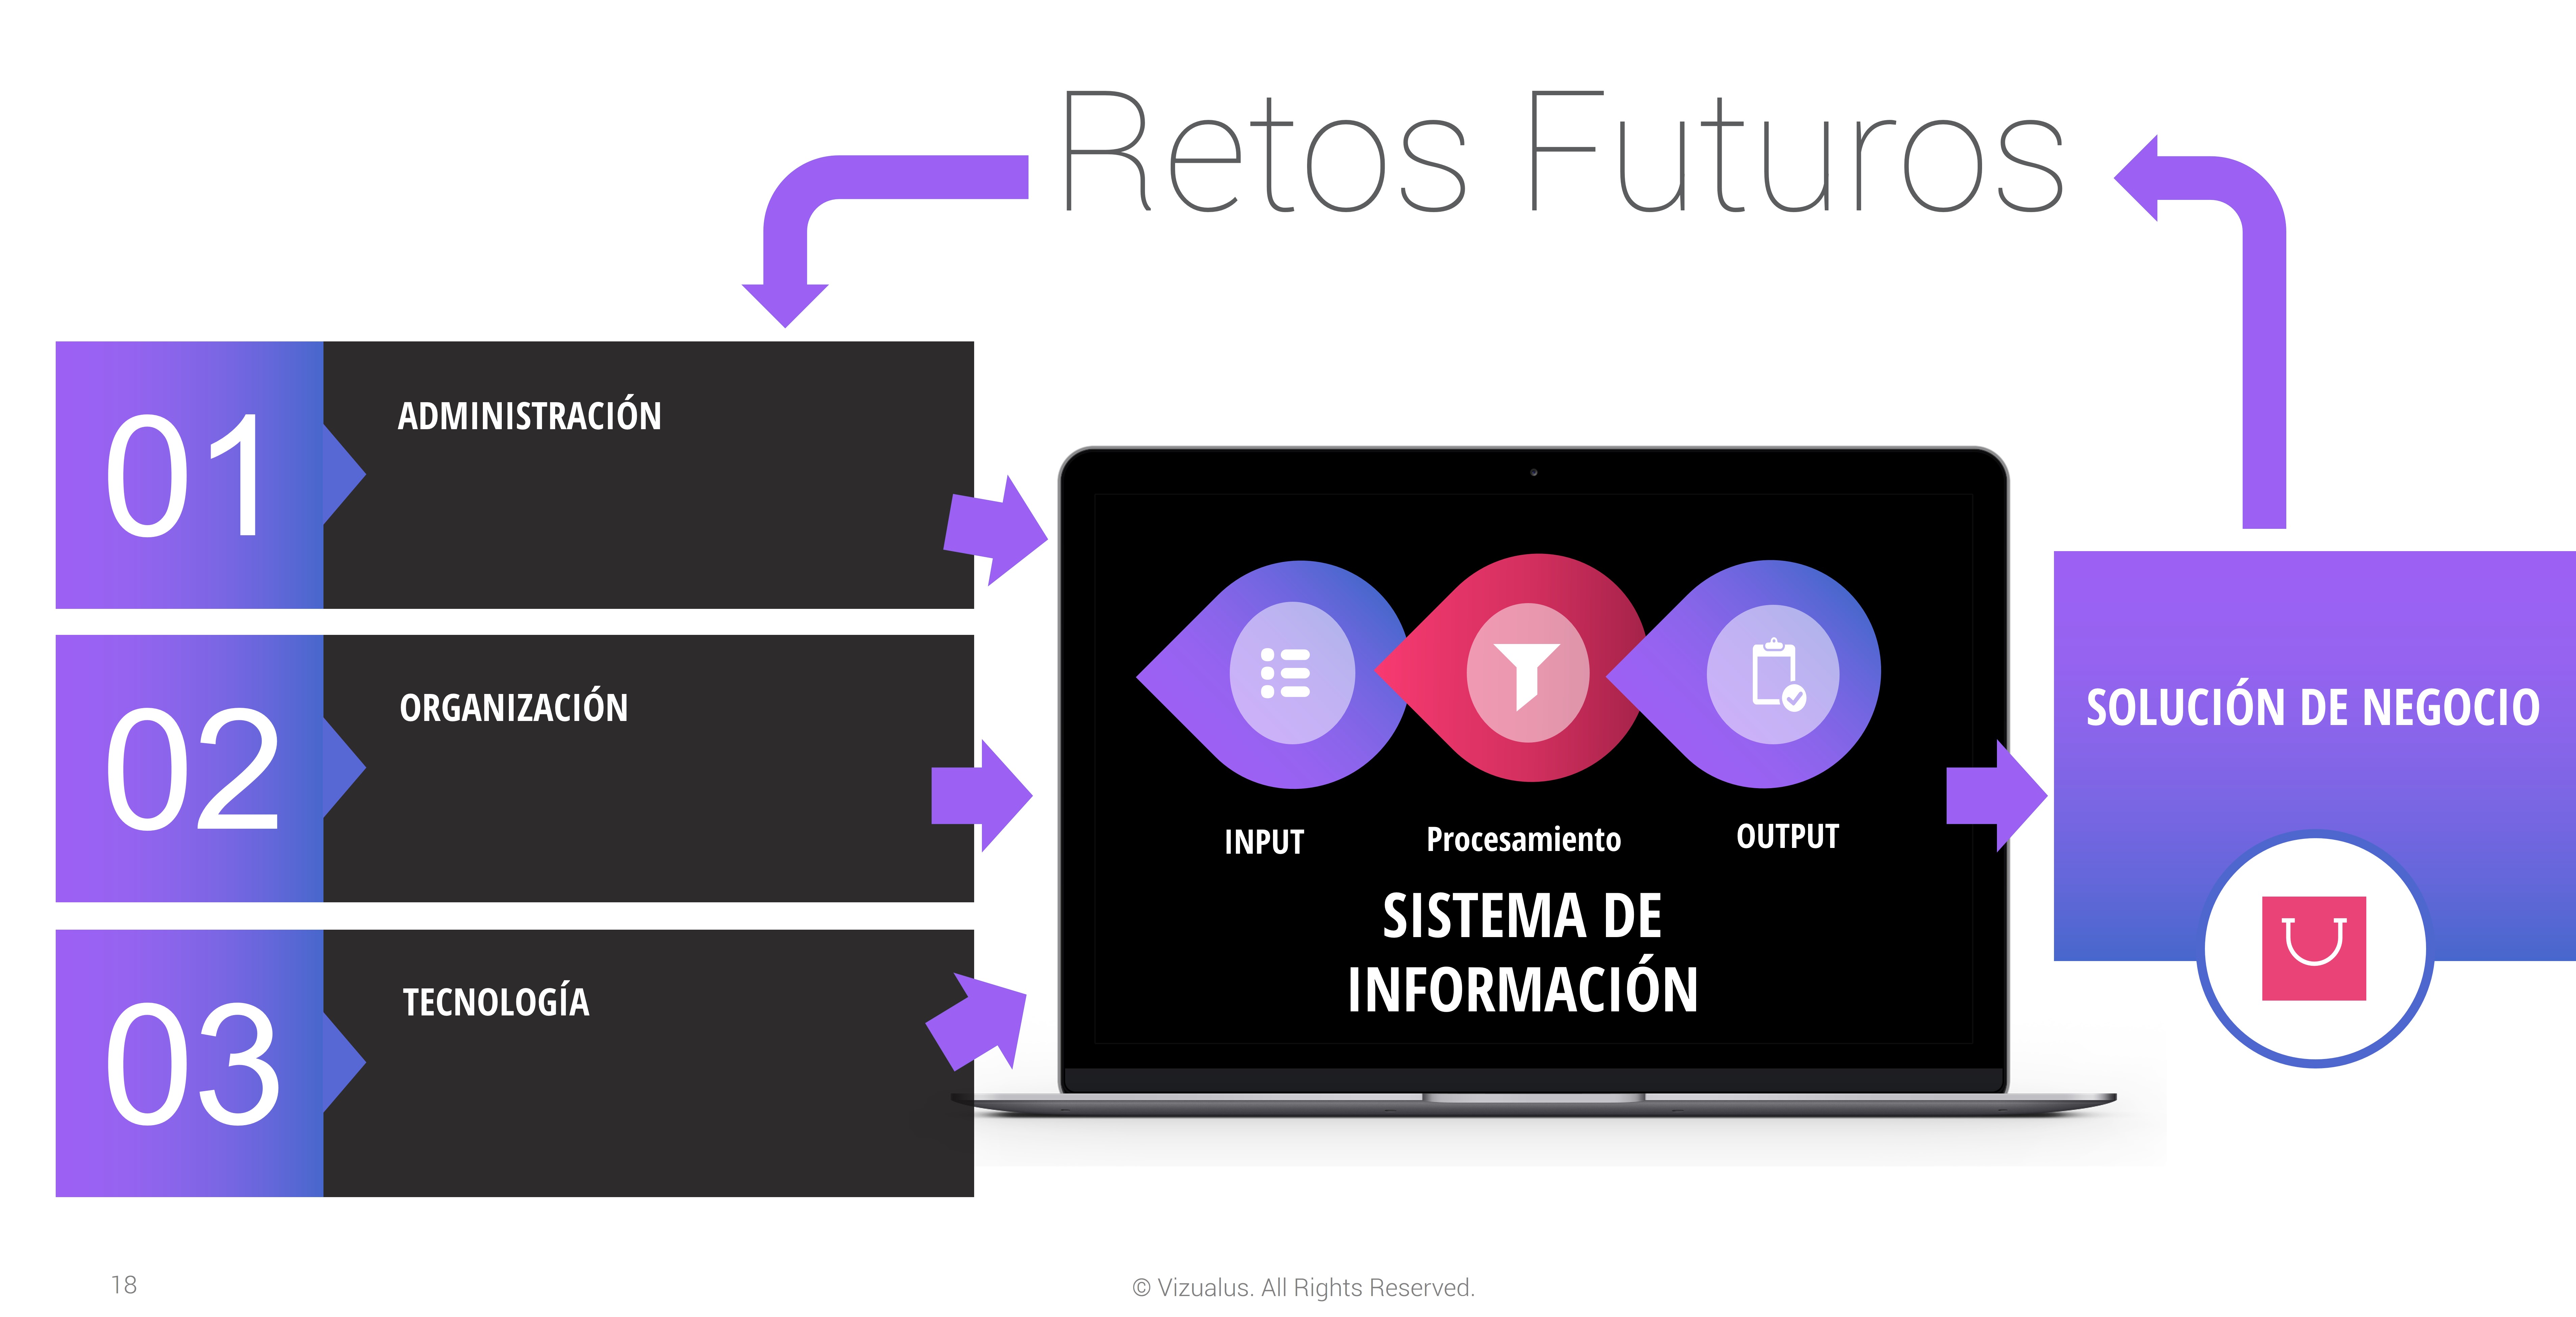 Retos Futuros
01
ADMINISTRACIÓN
02
ORGANIZACIÓN
03
TECNOLOGÍA
INPUT
Procesamiento
OUTPUT
SISTEMA DE
INFORMACIÓN
SOLUCIÓN DE NEGOCIO
18
© Vizualus. All Rights Reserved.